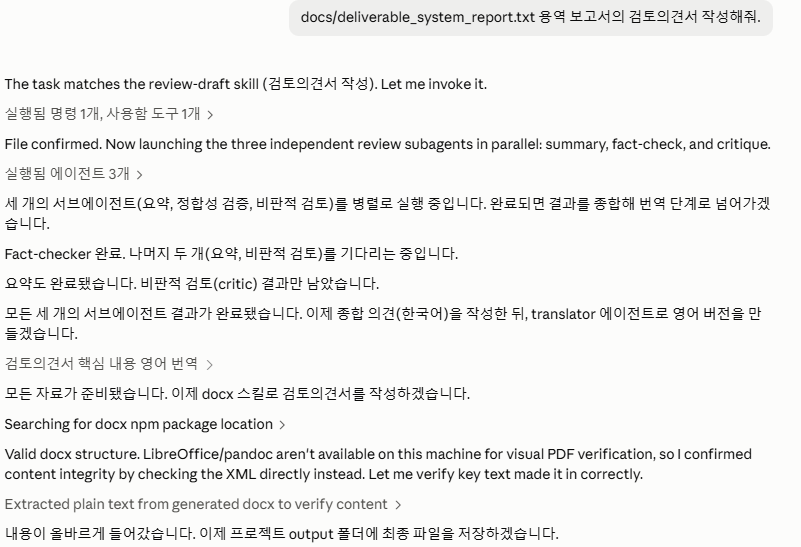 docs/deliverable_system_report.txt 용역 보고서의 검토의견서 작성해줘.
The task matches the review-draft skill (검토의견서 작성). Let me invoke it.
실행됨 명령 1개, 사용함 도구 1개 >
File confirmed. Now launching the three independent review subagents in parallel: summary, fact-check, and critique.
실행됨 에이전트 3개 >
세 개의 서브에이전트(요약, 정합성 검증, 비판적 검토)를 병렬로 실행 중입니다. 완료되면 결과를 종합해 번역 단계로 넘어가겠
습니다.
Fact-checker 완료. 나머지 두 개(요약, 비판적 검토)를 기다리는 중입니다.
요약도 완료됐습니다. 비판적 검토(critic) 결과만 남았습니다.
모든 세 개의 서브에이전트 결과가 완료됐습니다. 이제 종합 의견(한국어)을 작성한 뒤, translator 에이전트로 영어 버전을 만
들겠습니다.
검토의견서 핵심 내용 영어 번역 >
모든 자료가 준비됐습니다. 이제 docx 스킬로 검토의견서를 작성하겠습니다.
Searching for docx npm package location >
Valid docx structure. LibreOffice/pandoc aren't available on this machine for visual PDF verification, so I confirmed
content integrity by checking the XML directly instead. Let me verify key text made it in correctly.
Extracted plain text from generated docx to verify content >
내용이 올바르게 들어갔습니다. 이제 프로젝트 output 폴더에 최종 파일을 저장하겠습니다.